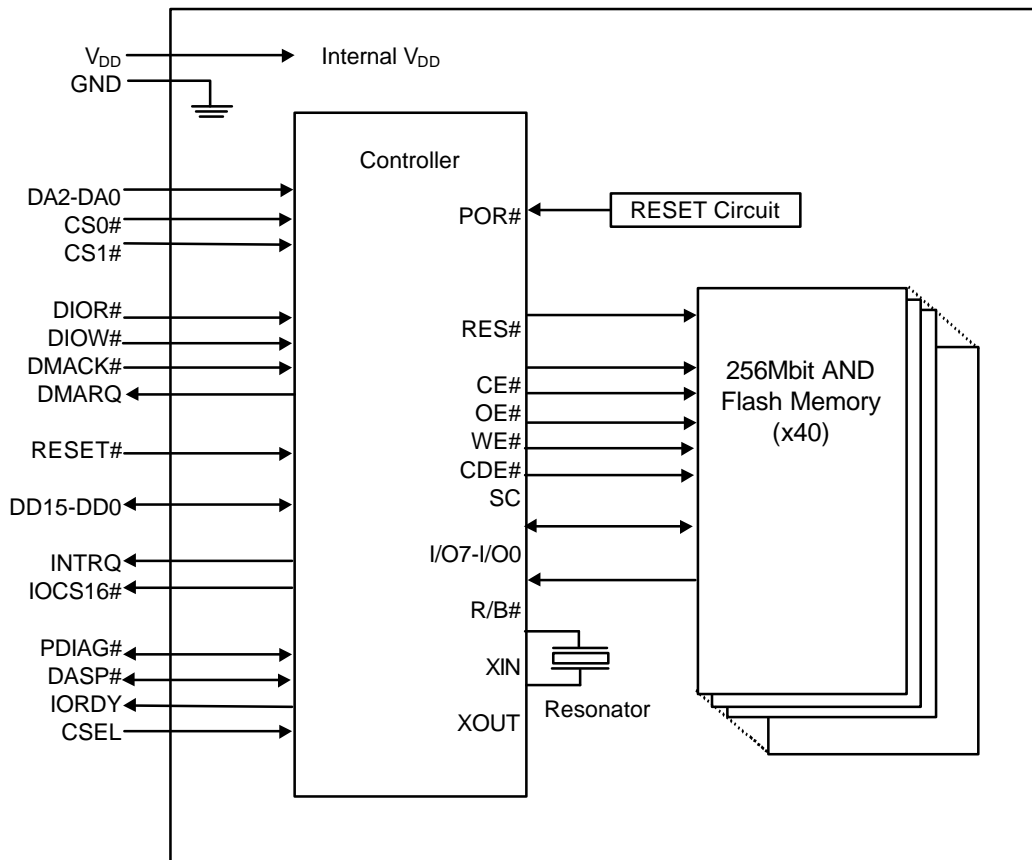 V_DD
Internal V_DD
GND
Controller
DA2-DA0
CS0#
CS1#
POR#
RESET Circuit
DIOR#
DIOW#
DMACK#
DMARQ
RES#
CE#
OE#
WE#
CDE#
SC
256Mbit AND
Flash Memory
(x40)
RESET#
DD15-DD0
INTRQ
IOCS16#
I/O7-I/O0
R/B#
PDIAG#
DASP#
IORDY
CSEL
XIN
XOUT
Resonator